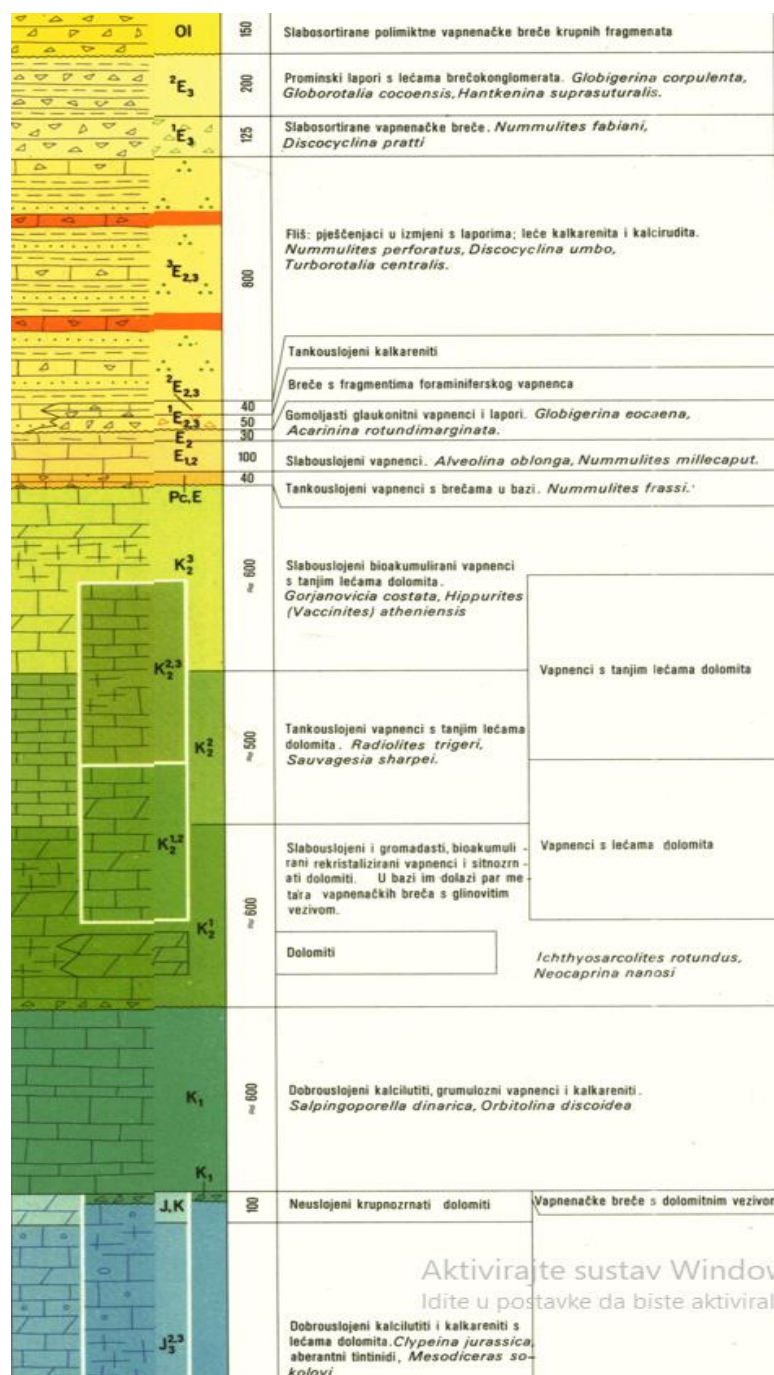 Ol 150 Slabosortirane polimiktne vapnenačke breče krupnih fragmenata
²E₃ 200 Prominski lapori s lećama brečokonglomerata. Globigerina corpulenta,
Globorotalia cocoensis, Hantkenina suprasuturalis.
¹E₃ 125 Slabosortirane vapnenačke breče. Nummulites fabiani,
Discocyclina pratti
³E₂,₃ 800 Fliš: pješčenjaci u izmjeni s laporima; leće kalkarenita i kalcirudita.
Nummulites perforatus, Discocyclina umbo,
Turborotalia centralis.
Tankouslojeni kalkareniti
²E₂,₃ 40 Breče s fragmentima foraminiferskog vapnenca
¹E₂,₃ 50 Gomoljasti glaukonitni vapnenci i lapori. Globigerina eocaena,
E₂ 30 Acarinina rotundimarginata.
E₁,₂ 100 Slabouslojeni vapnenci. Alveolina oblonga, Nummulites millecaput.
Pc,E 40 Tankouslojeni vapnenci s brečama u bazi. Nummulites frassi.
K₂³ 600 Slabouslojeni bioakumulirani vapnenci
s tanjim lećama dolomita.
Gorjanovicia costata, Hippurites
(Vaccinites) atheniensis
K₂²,³ Vapnenci s tanjim lećama dolomita
K₂² 500 Tankouslojeni vapnenci s tanjim lećama
dolomita. Radiolites trigeri,
Sauvagesia sharpei.
K₂¹,² Vapnenci s lećama dolomita
K₂¹ 600 Slabouslojeni i gromadasti, bioakumuli-
rani rekristalizirani vapnenci i sitnozrn-
ati dolomiti. U bazi im dolazi par me-
tara vapnenačkih breča s glinovitim
vezivom.
Dolomiti
Ichthyosarcolites rotundus,
Neocaprina nanosi
K₁ 600 Dobrouslojeni kalcilutiti, grumulozni vapnenci i kalkareniti.
Salpingoporella dinarica, Orbitolina discoidea
K₁
J,K 100 Neuslojeni krupnozrnati dolomiti
Vapnenačke breče s dolomitnim vezivom
Aktivirajte sustav Window
Idite u postavke da biste aktiviral
J₃²,³ Dobrouslojeni kalcilutiti i kalkareniti s
lećama dolomita. Clypeina jurassica,
aberantni tintinidi, Mesodiceras so-
kolovi